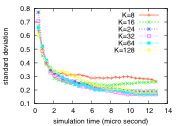 0.8
0.7
0.6
0.5
0.4
0.3
0.2
0.1
standard deviation
K=8
K=16
K=24
K=32
K=64
K=128
0 2 4 6 8 10 12 14
simulation time (micro second)